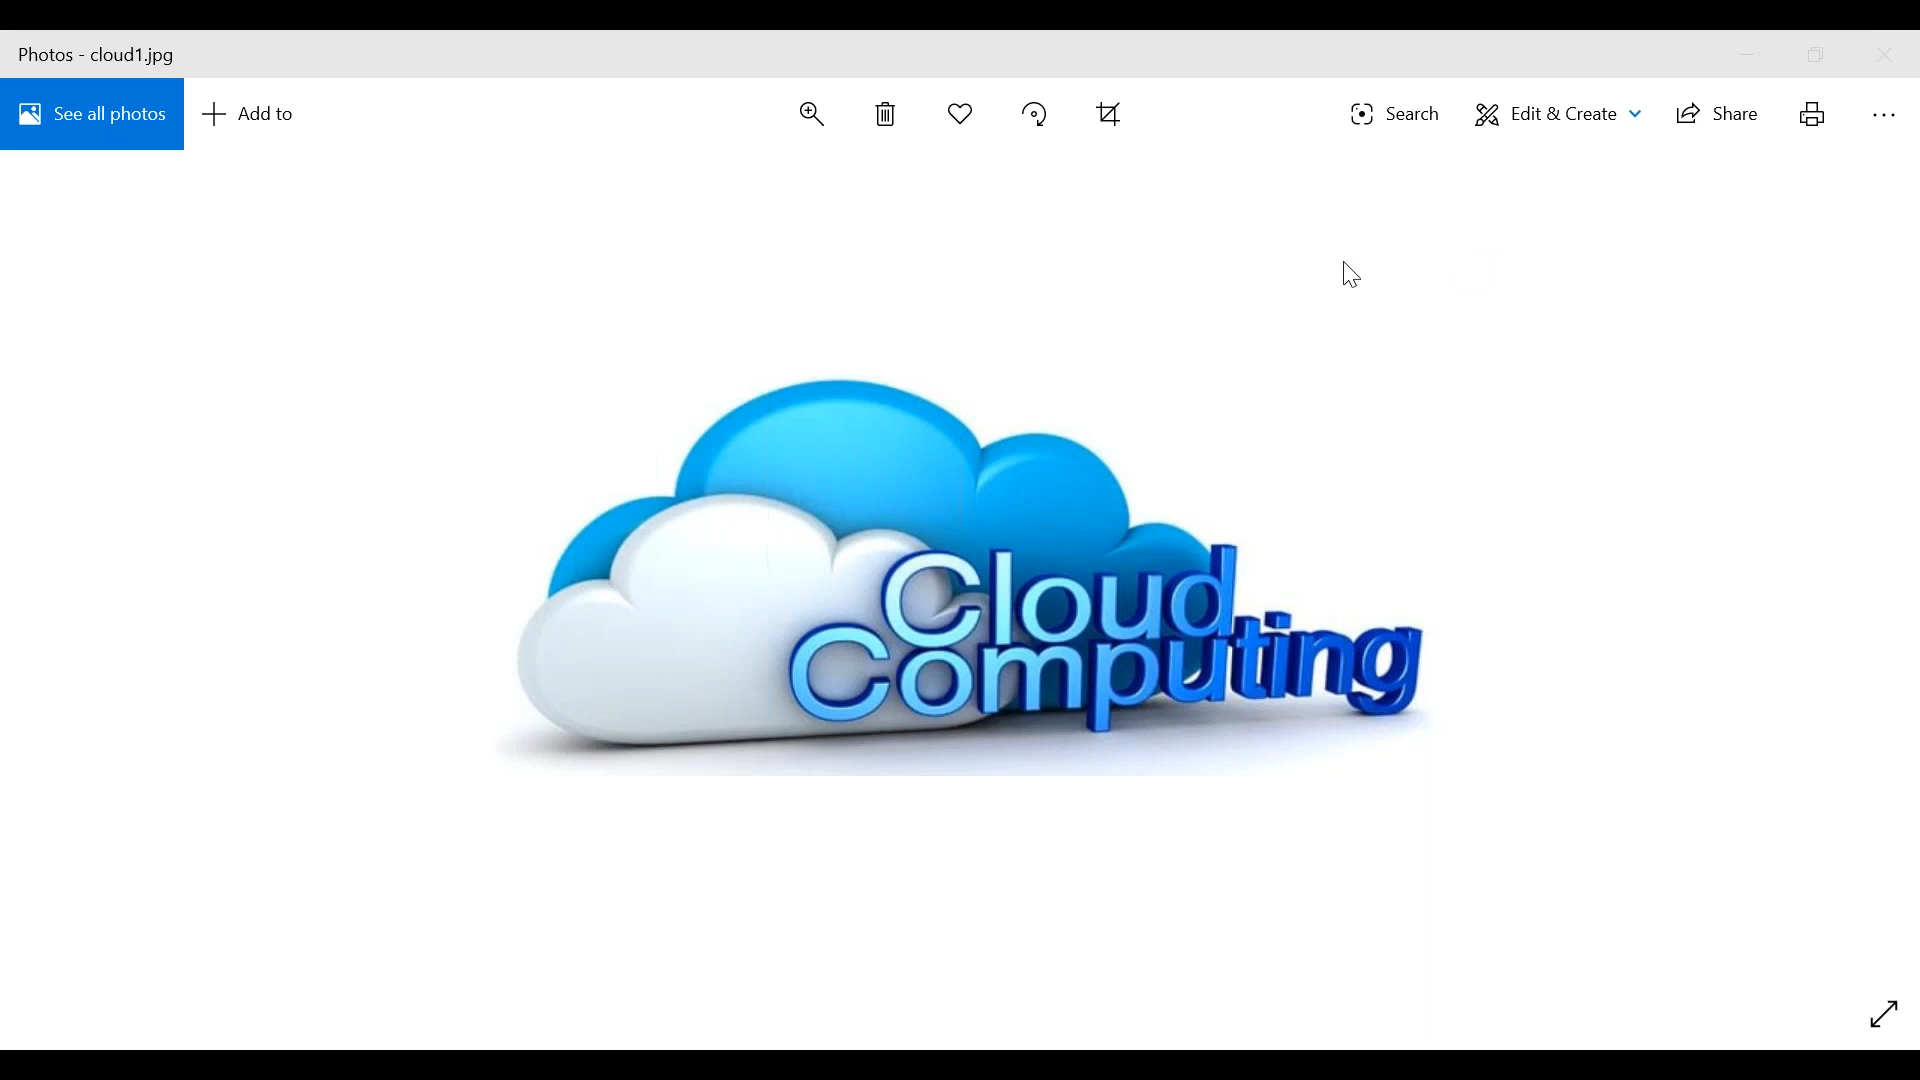 Photos - cloud1.jpg
See all photos
Add to
Search
Edit & Create
Share
Cloud
Computing